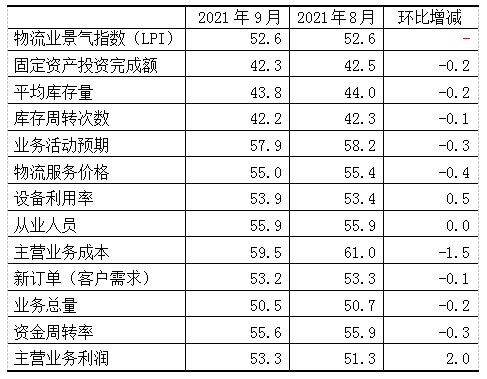 2021年9月 2021年8月 环比增减
物流业景气指数（LPI） 52.6 52.6 -
固定资产投资完成额 42.3 42.5 -0.2
平均库存量 43.8 44.0 -0.2
库存周转次数 42.2 42.3 -0.1
业务活动预期 57.9 58.2 -0.3
物流服务价格 55.0 55.4 -0.4
设备利用率 53.9 53.4 0.5
从业人员 55.9 55.9 0.0
主营业务成本 59.5 61.0 -1.5
新订单（客户需求） 53.2 53.3 -0.1
业务总量 50.5 50.7 -0.2
资金周转率 55.6 55.9 -0.3
主营业务利润 53.3 51.3 2.0